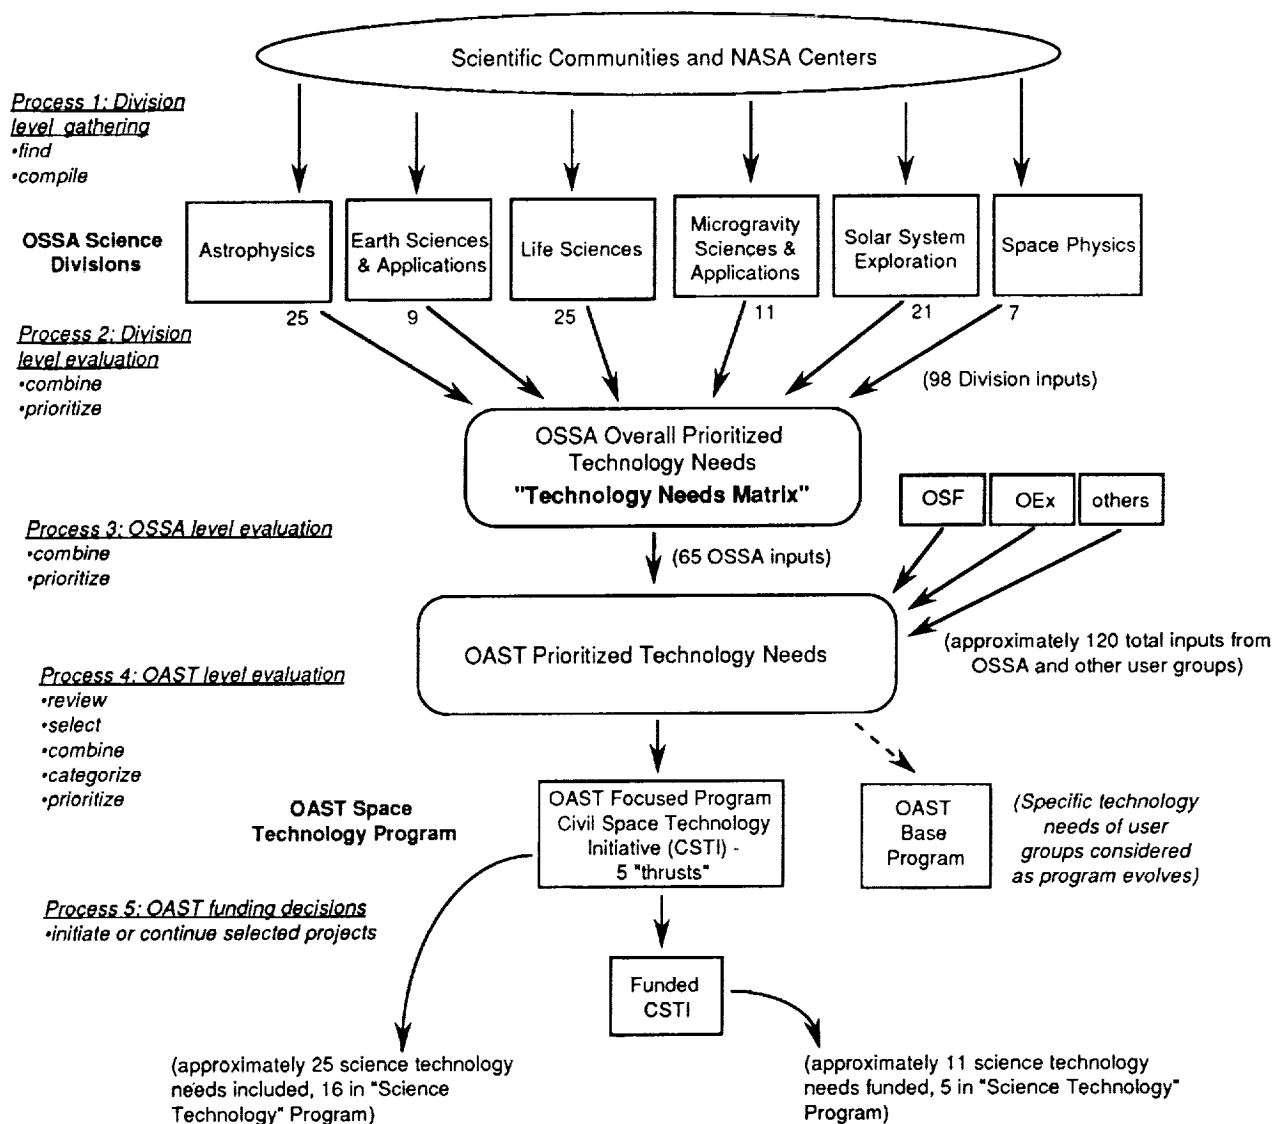 Scientific Communities and NASA Centers
Process 1: Division
level gathering
•find
•compile
OSSA Science
Divisions
Astrophysics
Earth Sciences
& Applications
Life Sciences
Microgravity
Sciences &
Applications
Solar System
Exploration
Space Physics
25
9
25
11
21
7
Process 2: Division
level evaluation
•combine
•prioritize
(98 Division inputs)
OSSA Overall Prioritized
Technology Needs
"Technology Needs Matrix"
OSF
OEx
others
Process 3: OSSA level evaluation
•combine
•prioritize
(65 OSSA inputs)
OAST Prioritized Technology Needs
(approximately 120 total inputs from
OSSA and other user groups)
Process 4: OAST level evaluation
•review
•select
•combine
•categorize
•prioritize
OAST Space
Technology Program
OAST Focused Program
Civil Space Technology
Initiative (CSTI) -
5 "thrusts"
OAST
Base
Program
(Specific technology
needs of user
groups considered
as program evolves)
Process 5: OAST funding decisions
•initiate or continue selected projects
Funded
CSTI
(approximately 25 science technology
needs included, 16 in "Science
Technology" Program)
(approximately 11 science technology
needs funded, 5 in "Science Technology"
Program)